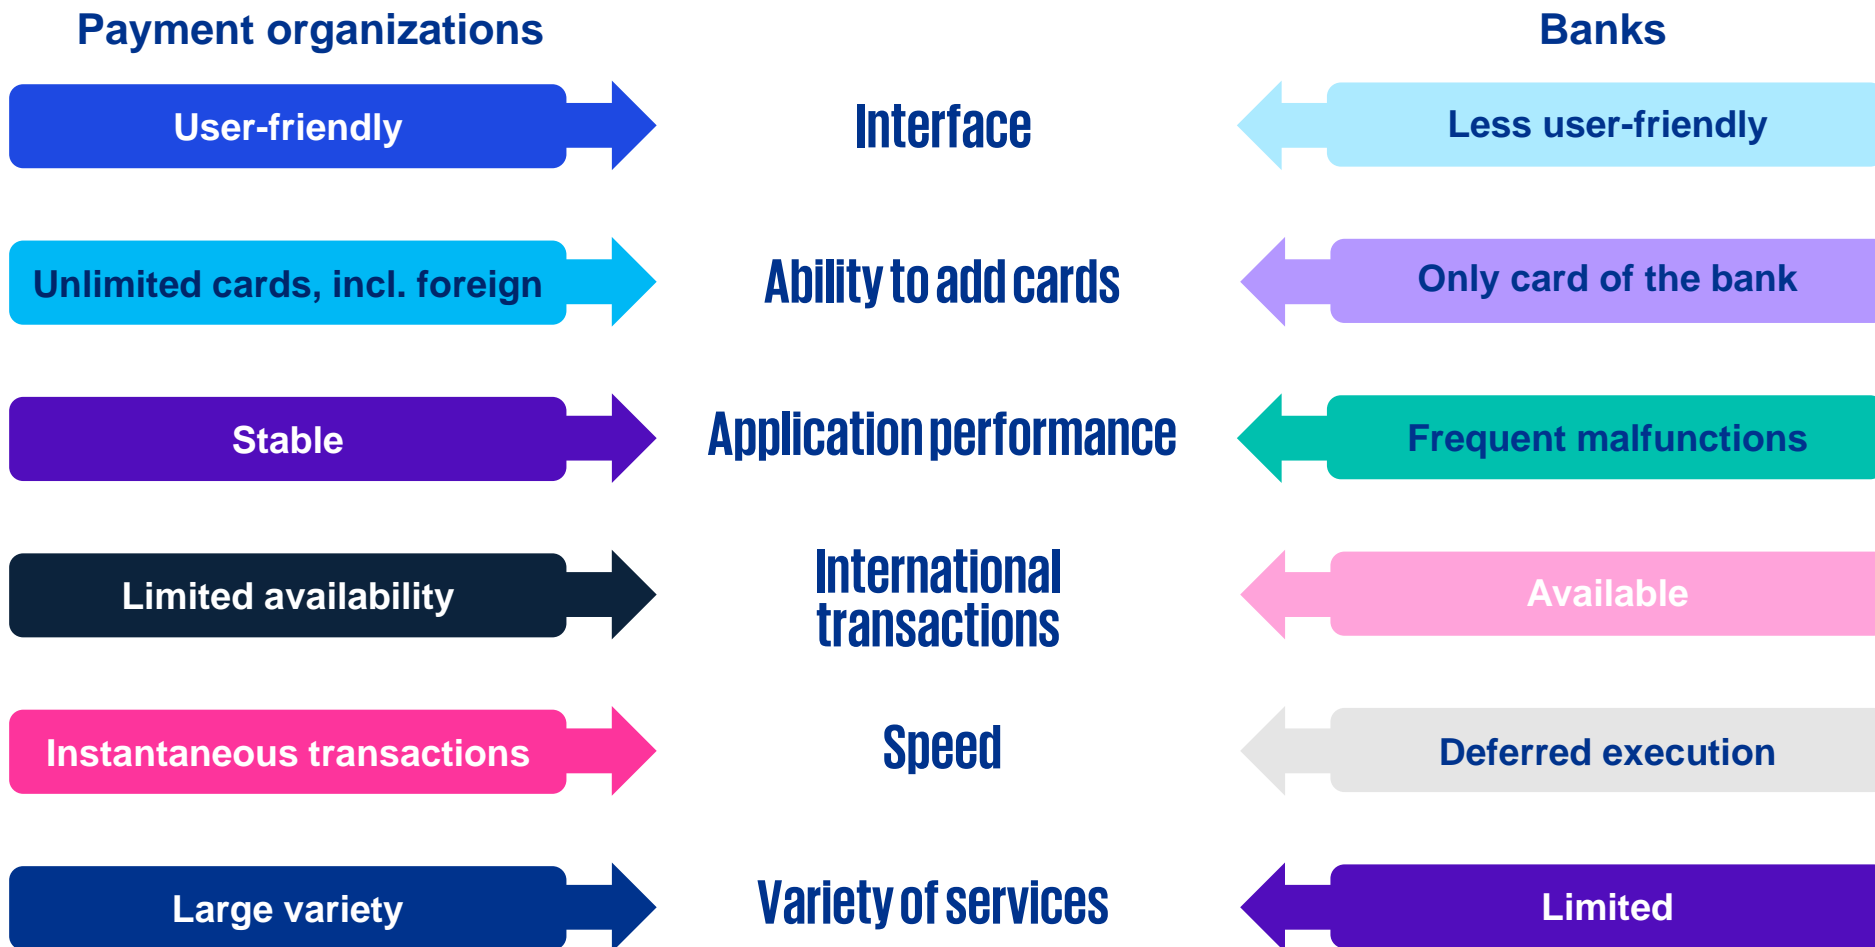 Payment organizations
Banks
User-friendly
Interface
Less user-friendly
Unlimited cards, incl. foreign
Ability to add cards
Only card of the bank
Stable
Application performance
Frequent malfunctions
Limited availability
International
transactions
Available
Instantaneous transactions
Speed
Deferred execution
Large variety
Variety of services
Limited